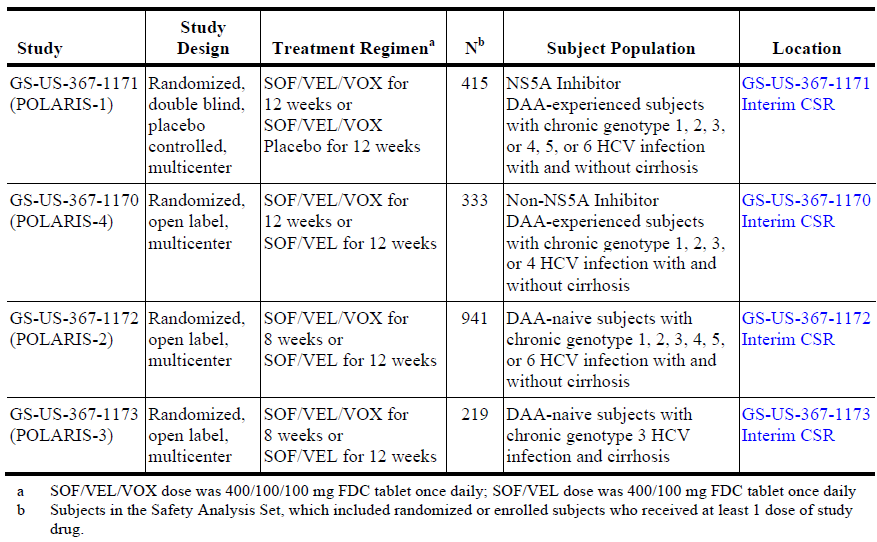 Study
Study Design
Treatment Regimenᵃ
Nᵇ
Subject Population
Location
GS-US-367-1171
(POLARIS-1)
Randomized,
double blind,
placebo
controlled,
multicenter
SOF/VEL/VOX for
12 weeks or
SOF/VEL/VOX
Placebo for 12 weeks
415
NS5A Inhibitor
DAA-experienced subjects
with chronic genotype 1, 2, 3,
or 4, 5, or 6 HCV infection
with and without cirrhosis
GS-US-367-1171
Interim CSR
GS-US-367-1170
(POLARIS-4)
Randomized,
open label,
multicenter
SOF/VEL/VOX for
12 weeks or
SOF/VEL for 12 weeks
333
Non-NS5A Inhibitor
DAA-experienced subjects
with chronic genotype 1, 2, 3,
or 4 HCV infection with and
without cirrhosis
GS-US-367-1170
Interim CSR
GS-US-367-1172
(POLARIS-2)
Randomized,
open label,
multicenter
SOF/VEL/VOX for
8 weeks or
SOF/VEL for 12 weeks
941
DAA-naive subjects with
chronic genotype 1, 2, 3, 4, 5,
or 6 HCV infection with and
without cirrhosis
GS-US-367-1172
Interim CSR
GS-US-367-1173
(POLARIS-3)
Randomized,
open label,
multicenter
SOF/VEL/VOX for
8 weeks or
SOF/VEL for 12 weeks
219
DAA-naive subjects with
chronic genotype 3 HCV
infection and cirrhosis
GS-US-367-1173
Interim CSR
a SOF/VEL/VOX dose was 400/100/100 mg FDC tablet once daily; SOF/VEL dose was 400/100 mg FDC tablet once daily
b Subjects in the Safety Analysis Set, which included randomized or enrolled subjects who received at least 1 dose of study
drug.